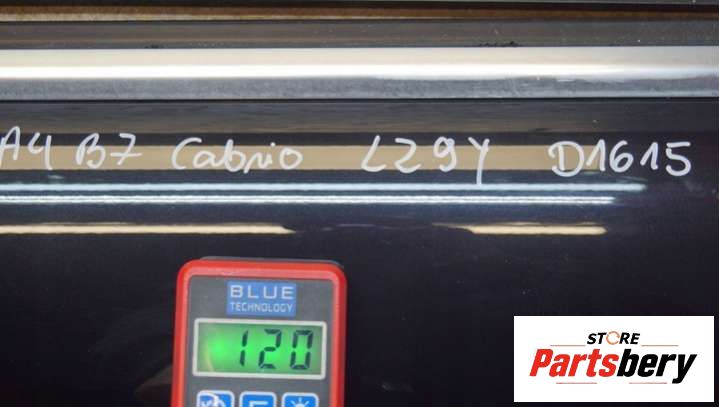 A4 B7 Cabrio LZ9Y D1615
BLUE
TECHNOLOGY
120
STORE
Partsbery